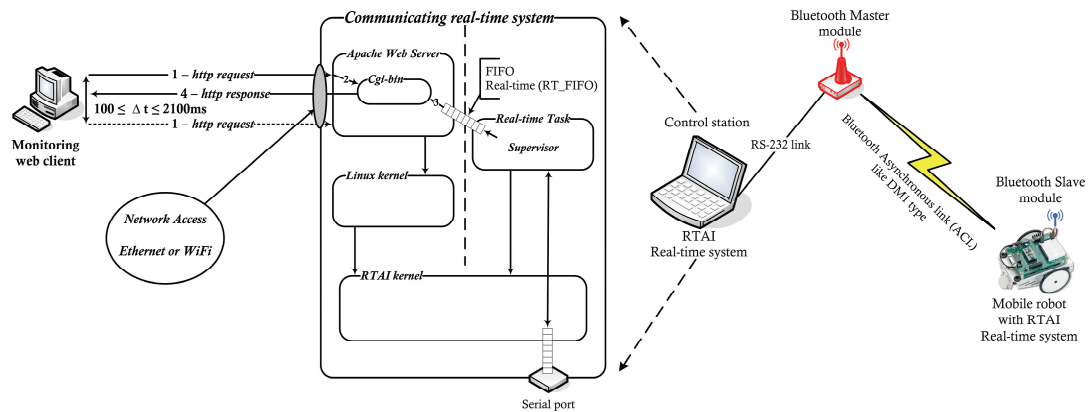 Communicating real-time system
Apache Web Server
Cgi-bin
1 – http request
2
4 – http response
100 ≤ Δ t ≤ 2100ms
1 – http request
3
FIFO
Real-time (RT_FIFO)
Real-time Task
Supervisor
Monitoring
web client
Linux kernel
Network Access
Ethernet or WiFi
RTAI kernel
Serial port
Control station
RS-232 link
RTAI
Real-time system
Bluetooth Master
module
Bluetooth Asynchronous link (ACL)
like DMI type
Bluetooth Slave
module
Mobile robot
with RTAI
Real-time system